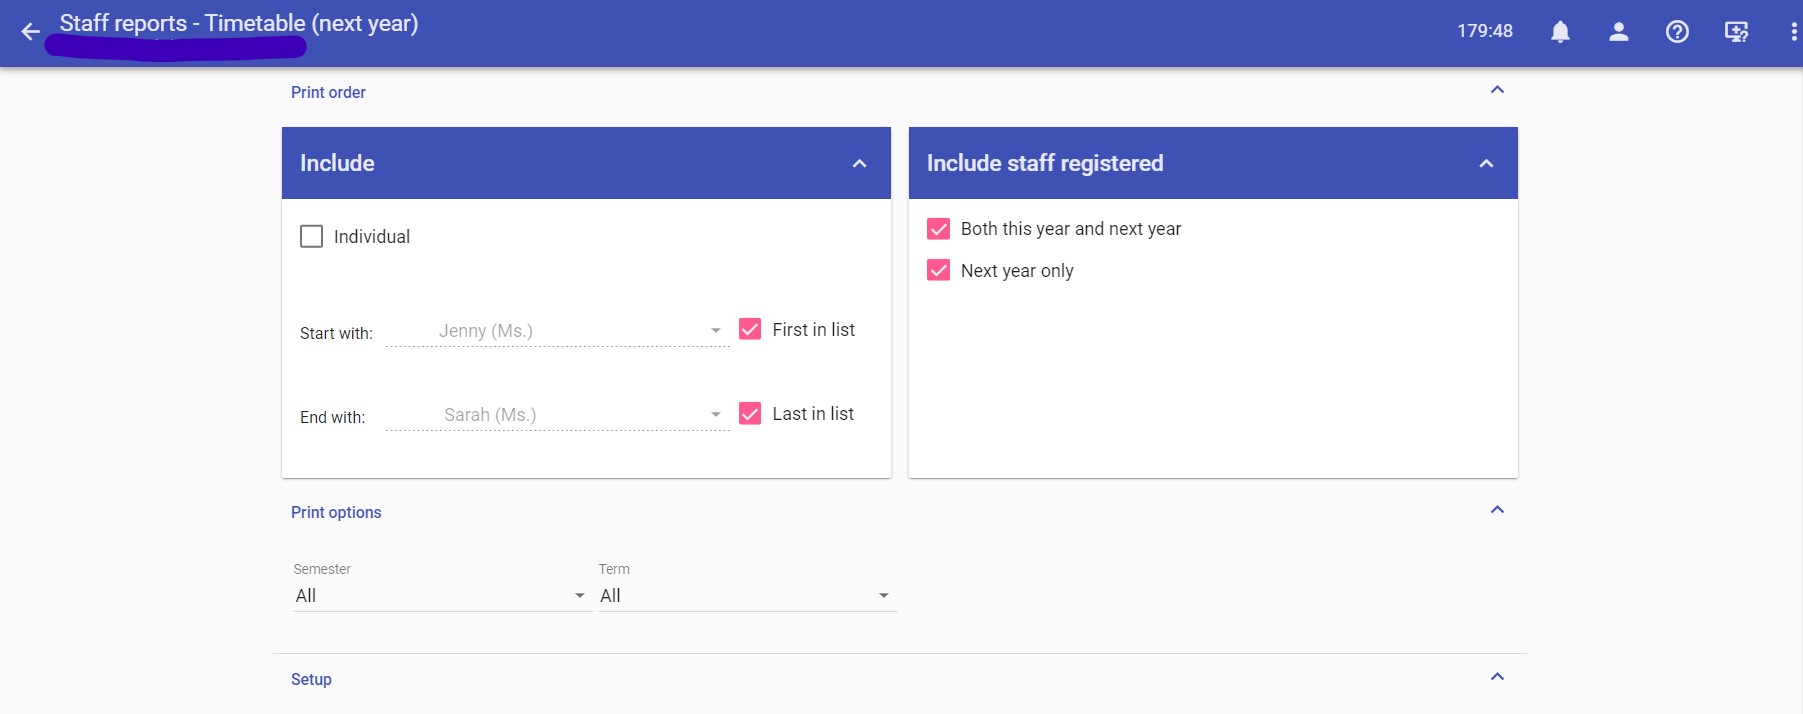 Staff reports - Timetable (next year)
179:48
Print order
Include
Include staff registered
Individual
Both this year and next year
Next year only
Start with: Jenny (Ms.) First in list
End with: Sarah (Ms.) Last in list
Print options
Semester Term
All All
Setup